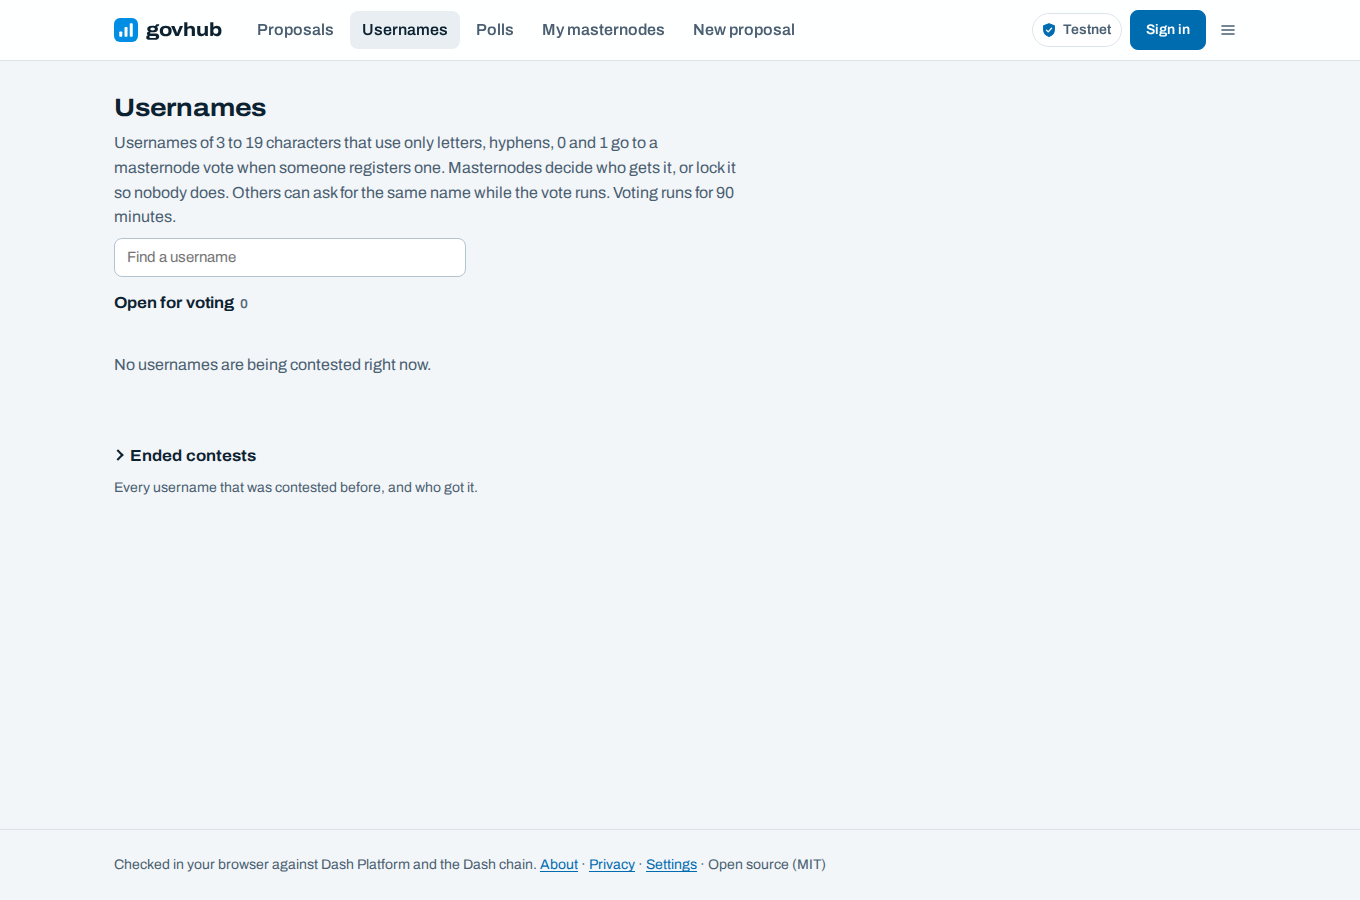 govhub
Proposals
Usernames
Polls
My masternodes
New proposal
Testnet
Sign in
Usernames
Usernames of 3 to 19 characters that use only letters, hyphens, 0 and 1 go to a
masternode vote when someone registers one. Masternodes decide who gets it, or lock it
so nobody does. Others can ask for the same name while the vote runs. Voting runs for 90
minutes.
Find a username
Open for voting 0
No usernames are being contested right now.
Ended contests
Every username that was contested before, and who got it.
Checked in your browser against Dash Platform and the Dash chain. About · Privacy · Settings · Open source (MIT)